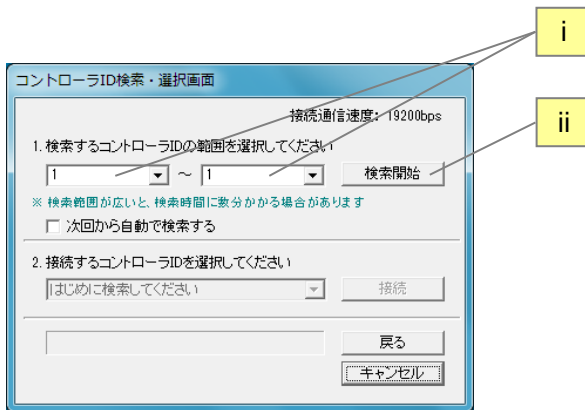 i
コントローラID検索・選択画面
接続通信速度: 19200bps
ii
1. 検索するコントローラIDの範囲を選択してください
1 ～ 1 検索開始
※ 検索範囲が広いと、検索時間に数分かかる場合があります
次回から自動で検索する
2. 接続するコントローラIDを選択してください
はじめに検索してください 接続
戻る
キャンセル